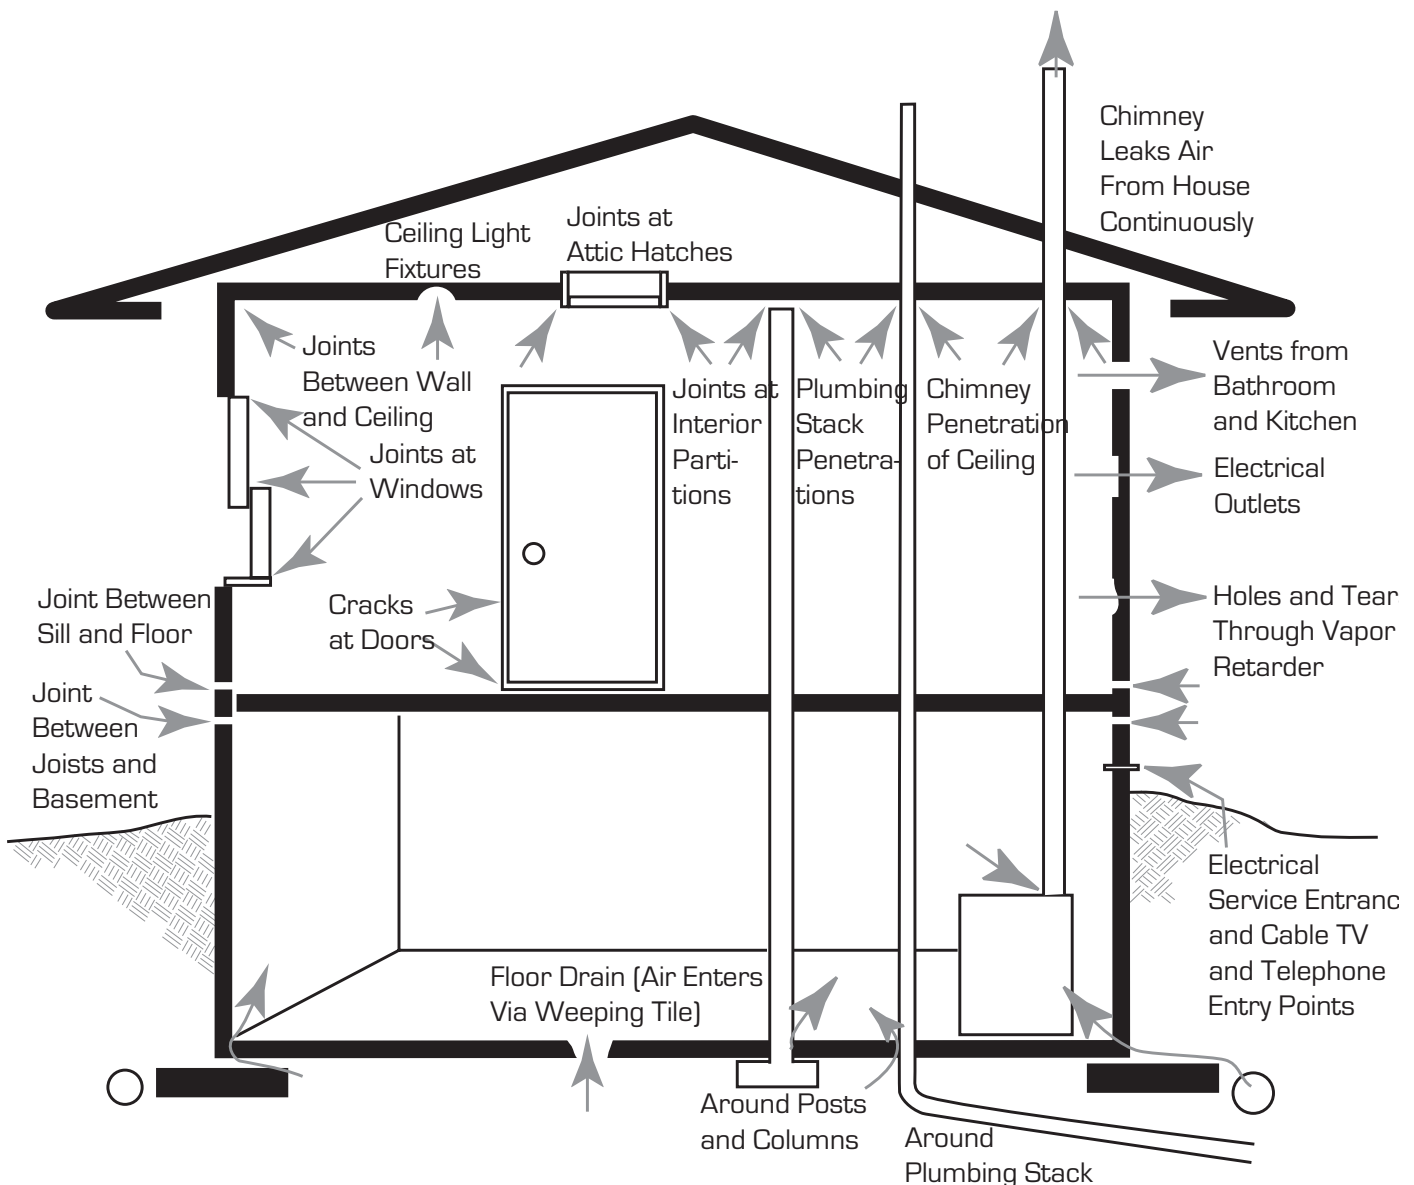 Chimney
Leaks Air
From House
Continuously
Ceiling Light
Fixtures
Joints at
Attic Hatches
Joints
Between Wall
and Ceiling
Joints at
Windows
Joints at
Interior
Parti-
tions
Plumbing
Stack
Penetra-
tions
Chimney
Penetration
of Ceiling
Vents from
Bathroom
and Kitchen
Electrical
Outlets
Holes and Tear
Through Vapor
Retarder
Joint Between
Sill and Floor
Joint
Between
Joists and
Basement
Cracks
at Doors
Electrical
Service Entranc
and Cable TV
and Telephone
Entry Points
Floor Drain (Air Enters
Via Weeping Tile)
Around Posts
and Columns
Around
Plumbing Stack